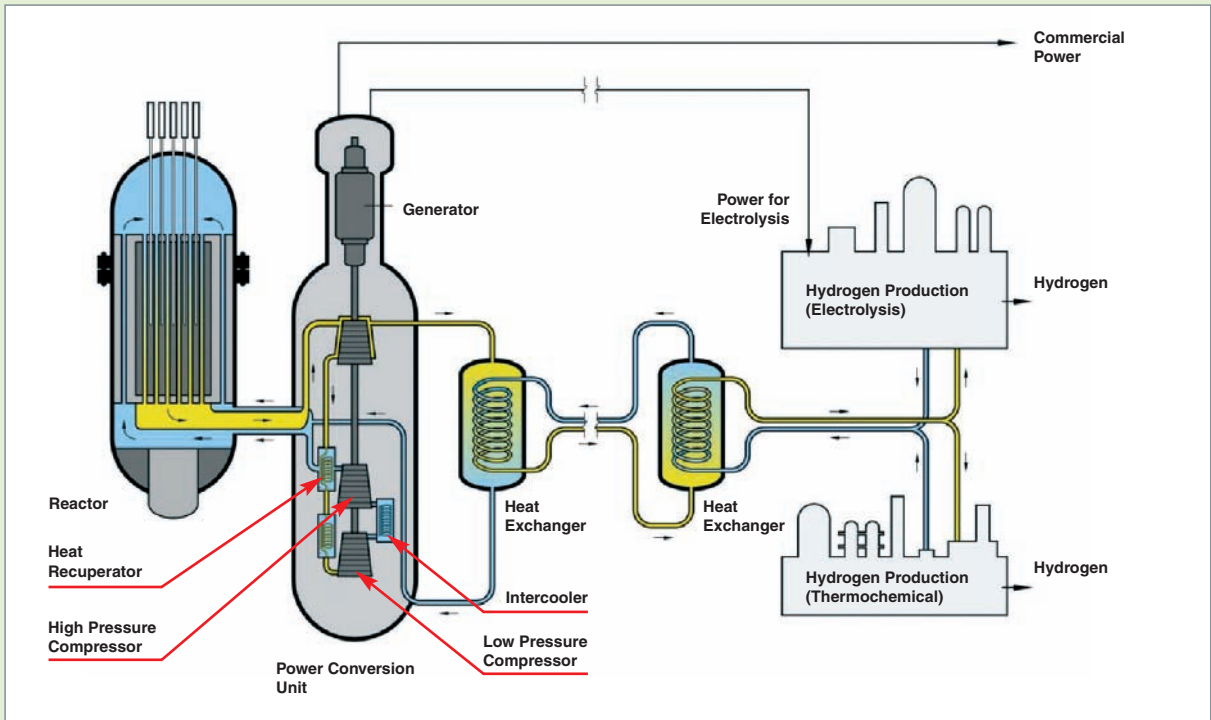 Commercial
Power
Generator
Power for
Electrolysis
Hydrogen Production
(Electrolysis)
Hydrogen
Reactor
Heat
Recuperator
High Pressure
Compressor
Power Conversion
Unit
Intercooler
Low Pressure
Compressor
Heat
Exchanger
Heat
Exchanger
Hydrogen Production
(Thermochemical)
Hydrogen